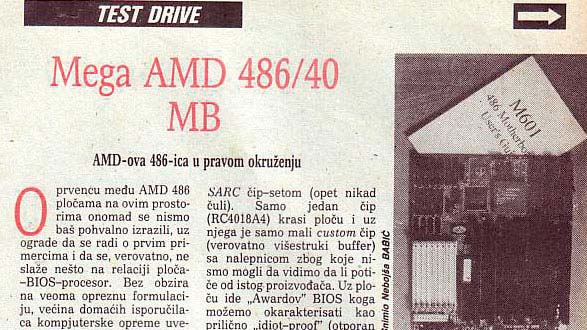 TEST DRIVE
Mega AMD 486/40
MB
AMD-ova 486-ica u pravom okruženju
O prvencu među AMD 486
pločama na ovim prosto-
rima onomad se nismo
baš pohvalno izrazili, uz
ograde da se radi o prvim pri-
mercima i da se, verovatno, ne
slaže nešto na relaciji ploča-
-BIOS-procesor. Bez obzira
na veoma opreznu formulaci-
ju, većina domaćih isporučila-
ca kompjuterske opreme uve-
SARC čip-setom (opet nikad
čuli). Samo jedan čip
(RC4018A4) krasi ploču i uz
njega je samo mali custom čip
(verovatno višestruki buffer)
sa nalepnicom zbog koje ni-
smo mogli da vidimo da li poti-
če od istog proizvođača. Uz plo-
ču ide „Awardov” BIOS koga
možemo okarakterisati kao
prilično „idiot-proof” (otporan
M601
486 Motherbo
User's Gu
Snimio Nebojša BABIĆ